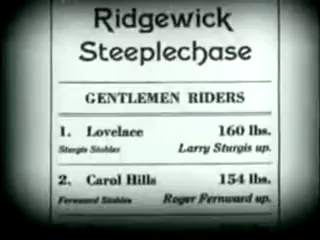 Ridgewick
Steeplechase
GENTLEMEN RIDERS
1. Lovelace 160 lbs.
Sturgis Stables Larry Sturgis up.
2. Carol Hills 154 lbs.
Fernward Stables Roger Fernward up.